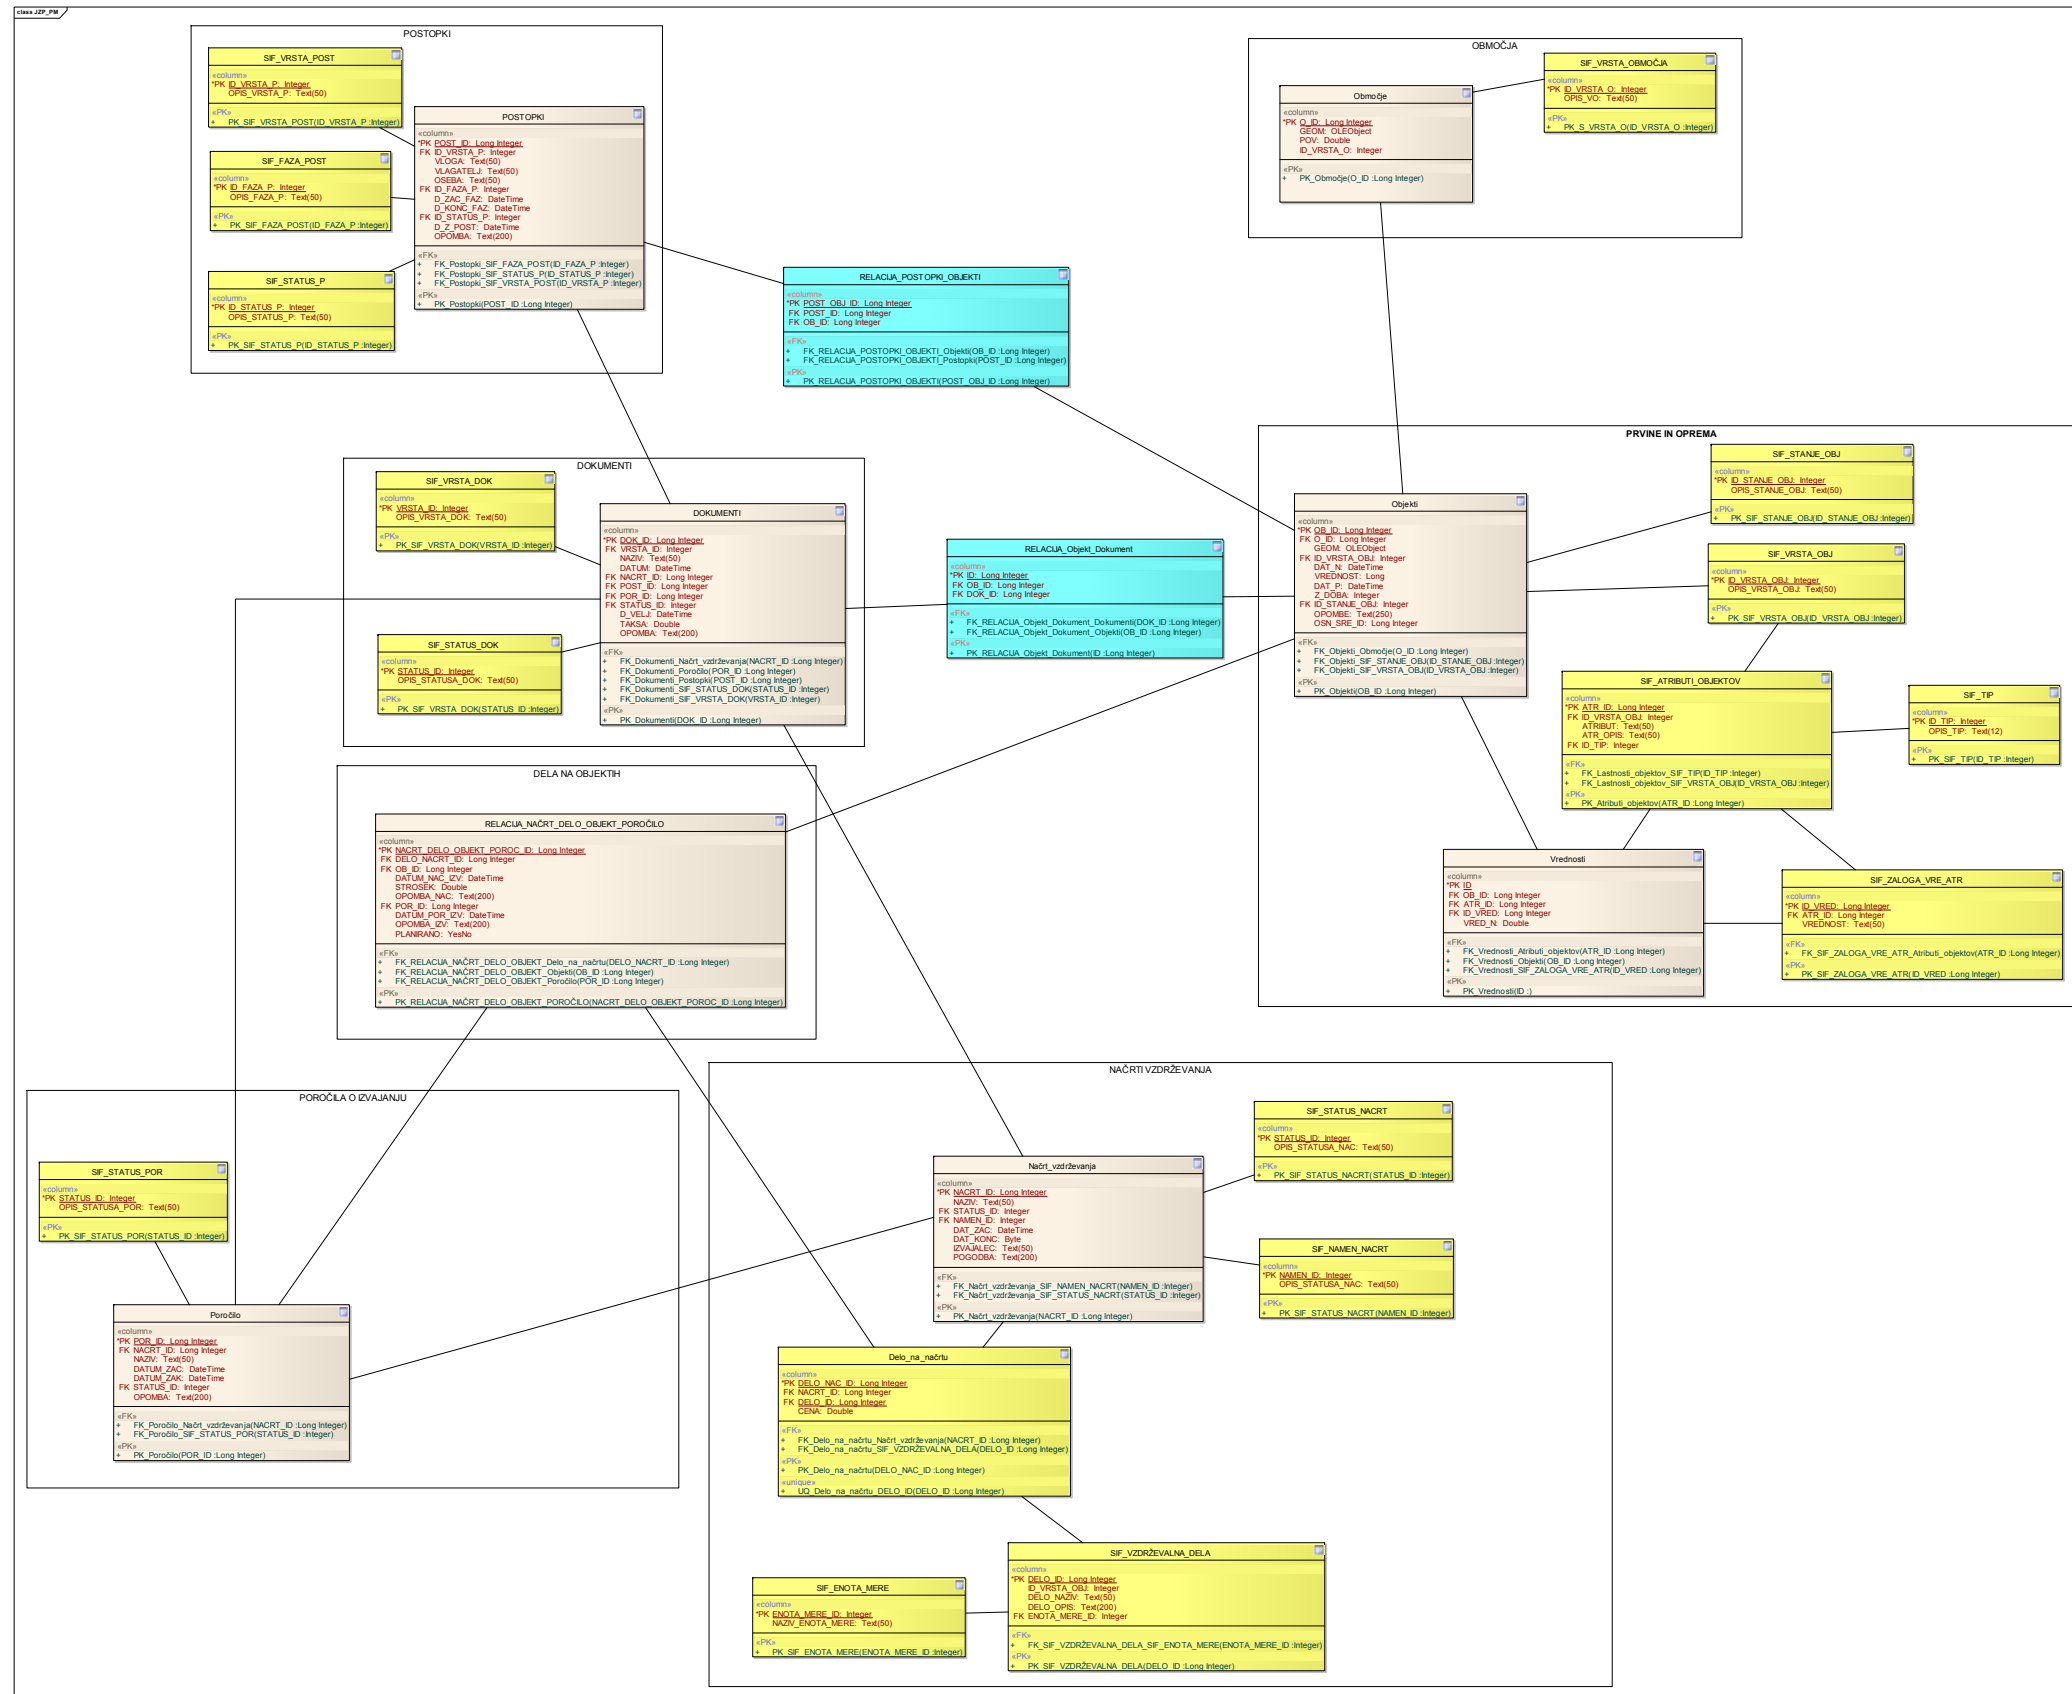 class JZP_PM
POSTOPKI
SIF_VRSTA_POST
«column»
*PK ID_VRSTA_P: Integer
OPIS_VRSTA_P: Text(50)
«PK»
+ PK_SIF_VRSTA_POST(ID_VRSTA_P :Integer)
SIF_FAZA_POST
«column»
*PK ID_FAZA_P: Integer
OPIS_FAZA_P: Text(50)
«PK»
+ PK_SIF_FAZA_POST(ID_FAZA_P :Integer)
SIF_STATUS_P
«column»
*PK ID_STATUS_P: Integer
OPIS_STATUS_P: Text(50)
«PK»
+ PK_SIF_STATUS_P(ID_STATUS_P :Integer)
POSTOPKI
«column»
*PK POST_ID: Long Integer
FK ID_VRSTA_P: Integer
VLOGA: Text(50)
VLAGATELJ: Text(50)
OSEBA: Text(50)
FK ID_FAZA_P: Integer
D_ZAC_FAZ: DateTime
D_KONC_FAZ: DateTime
FK ID_STATUS_P: Integer
D_Z_POST: DateTime
OPOMBA: Text(200)
«FK»
+ FK_Postopki_SIF_FAZA_POST(ID_FAZA_P :Integer)
+ FK_Postopki_SIF_STATUS_P(ID_STATUS_P :Integer)
+ FK_Postopki_SIF_VRSTA_POST(ID_VRSTA_P :Integer)
«PK»
+ PK_Postopki(POST_ID :Long Integer)
RELACIJA_POSTOPKI_OBJEKTI
«column»
*PK POST_OBJ_ID: Long Integer
FK POST_ID: Long Integer
FK OB_ID: Long Integer
«FK»
+ FK_RELACIJA_POSTOPKI_OBJEKTI_Objekti(OB_ID :Long Integer)
+ FK_RELACIJA_POSTOPKI_OBJEKTI_Postopki(POST_ID :Long Integer)
«PK»
+ PK_RELACIJA_POSTOPKI_OBJEKTI(POST_OBJ_ID :Long Integer)
OBMOČJA
Območje
«column»
*PK O_ID: Long Integer
GEOM: OLEObject
POV: Double
ID_VRSTA_O: Integer
«PK»
+ PK_Območje(O_ID :Long Integer)
SIF_VRSTA_OBMOČJA
«column»
*PK ID_VRSTA_O: Integer
OPIS_VO: Text(50)
«PK»
+ PK_S_VRSTA_O(ID_VRSTA_O :Integer)
DOKUMENTI
SIF_VRSTA_DOK
«column»
*PK VRSTA_ID: Integer
OPIS_VRSTA_DOK: Text(50)
«PK»
+ PK_SIF_VRSTA_DOK(VRSTA_ID :Integer)
SIF_STATUS_DOK
«column»
*PK STATUS_ID: Integer
OPIS_STATUSA_DOK: Text(50)
«PK»
+ PK_SIF_VRSTA_DOK(STATUS_ID :Integer)
DOKUMENTI
«column»
*PK DOK_ID: Long Integer
FK VRSTA_ID: Integer
NAZIV: Text(50)
DATUM: DateTime
FK NACRT_ID: Long Integer
FK POST_ID: Long Integer
FK POR_ID: Long Integer
FK STATUS_ID: Integer
D_VELJ: DateTime
TAKSA: Double
OPOMBA: Text(200)
«FK»
+ FK_Dokumenti_Načrt_vzdrževanja(NACRT_ID :Long Integer)
+ FK_Dokumenti_Poročilo(POR_ID :Long Integer)
+ FK_Dokumenti_Postopki(POST_ID :Long Integer)
+ FK_Dokumenti_SIF_STATUS_DOK(STATUS_ID :Integer)
+ FK_Dokumenti_SIF_VRSTA_DOK(VRSTA_ID :Integer)
«PK»
+ PK_Dokumenti(DOK_ID :Long Integer)
RELACIJA_Objekt_Dokument
«column»
*PK ID: Long Integer
FK OB_ID: Long Integer
FK DOK_ID: Long Integer
«FK»
+ FK_RELACIJA_Objekt_Dokument_Dokumenti(DOK_ID :Long Integer)
+ FK_RELACIJA_Objekt_Dokument_Objekti(OB_ID :Long Integer)
«PK»
+ PK_RELACIJA_Objekt_Dokument(ID :Long Integer)
PRVINE IN OPREMA
Objekti
«column»
*PK OB_ID: Long Integer
FK O_ID: Long Integer
GEOM: OLEObject
FK ID_VRSTA_OBJ: Integer
DAT_N: DateTime
VREDNOST: Long
DAT_P: DateTime
Z_DOBA: Integer
FK ID_STANJE_OBJ: Integer
OPOMBE: Text(250)
OSN_SRE_ID: Long Integer
«FK»
+ FK_Objekti_Območje(O_ID :Long Integer)
+ FK_Objekti_SIF_STANJE_OBJ(ID_STANJE_OBJ :Integer)
+ FK_Objekti_SIF_VRSTA_OBJ(ID_VRSTA_OBJ :Integer)
«PK»
+ PK_Objekti(OB_ID :Long Integer)
SIF_STANJE_OBJ
«column»
*PK ID_STANJE_OBJ: Integer
OPIS_STANJE_OBJ: Text(50)
«PK»
+ PK_SIF_STANJE_OBJ(ID_STANJE_OBJ :Integer)
SIF_VRSTA_OBJ
«column»
*PK ID_VRSTA_OBJ: Integer
OPIS_VRSTA_OBJ: Text(50)
«PK»
+ PK_SIF_VRSTA_OBJ(ID_VRSTA_OBJ :Integer)
SIF_ATRIBUTI_OBJEKTOV
«column»
*PK ATR_ID: Long Integer
FK ID_VRSTA_OBJ: Integer
ATRIBUT: Text(50)
ATR_OPIS: Text(50)
FK ID_TIP: Integer
«FK»
+ FK_Lastnosti_objektov_SIF_TIP(ID_TIP :Integer)
+ FK_Lastnosti_objektov_SIF_VRSTA_OBJ(ID_VRSTA_OBJ :Integer)
«PK»
+ PK_Atributi_objektov(ATR_ID :Long Integer)
SIF_TIP
«column»
*PK ID_TIP: Integer
OPIS_TIP: Text(12)
«PK»
+ PK_SIF_TIP(ID_TIP :Integer)
Vrednosti
«column»
*PK ID
FK OB_ID: Long Integer
FK ATR_ID: Long Integer
FK ID_VRED: Long Integer
VRED_N: Double
«FK»
+ FK_Vrednosti_Atributi_objektov(ATR_ID :Long Integer)
+ FK_Vrednosti_Objekti(OB_ID :Long Integer)
+ FK_Vrednosti_SIF_ZALOGA_VRE_ATR(ID_VRED :Long Integer)
«PK»
+ PK_Vrednosti(ID :)
SIF_ZALOGA_VRE_ATR
«column»
*PK ID_VRED: Long Integer
FK ATR_ID: Long Integer
VREDNOST: Text(50)
«FK»
+ FK_SIF_ZALOGA_VRE_ATR_Atributi_objektov(ATR_ID :Long Integer)
«PK»
+ PK_SIF_ZALOGA_VRE_ATR(ID_VRED :Long Integer)
DELA NA OBJEKTIH
RELACIJA_NAČRT_DELO_OBJEKT_POROČILO
«column»
*PK NACRT_DELO_OBJEKT_POROC_ID: Long Integer
FK DELO_NACRT_ID: Long Integer
FK OB_ID: Long Integer
DATUM_NAC_IZV: DateTime
STROSEK: Double
OPOMBA_NAC: Text(200)
FK POR_ID: Long Integer
DATUM_POR_IZV: DateTime
OPOMBA_IZV: Text(200)
PLANIRANO: YesNo
«FK»
+ FK_RELACIJA_NAČRT_DELO_OBJEKT_Delo_na_načrtu(DELO_NACRT_ID :Long Integer)
+ FK_RELACIJA_NAČRT_DELO_OBJEKT_Objekti(OB_ID :Long Integer)
+ FK_RELACIJA_NAČRT_DELO_OBJEKT_Poročilo(POR_ID :Long Integer)
«PK»
+ PK_RELACIJA_NAČRT_DELO_OBJEKT_POROČILO(NACRT_DELO_OBJEKT_POROC_ID :Long Integer)
POROČILA O IZVAJANJU
SIF_STATUS_POR
«column»
*PK STATUS_ID: Integer
OPIS_STATUSA_POR: Text(50)
«PK»
+ PK_SIF_STATUS_POR(STATUS_ID :Integer)
Poročilo
«column»
*PK POR_ID: Long Integer
FK NACRT_ID: Long Integer
NAZIV: Text(50)
DATUM_ZAC: DateTime
DATUM_ZAK: DateTime
FK STATUS_ID: Integer
OPOMBA: Text(200)
«FK»
+ FK_Poročilo_Načrt_vzdrževanja(NACRT_ID :Long Integer)
+ FK_Poročilo_SIF_STATUS_POR(STATUS_ID :Integer)
«PK»
+ PK_Poročilo(POR_ID :Long Integer)
NAČRTI VZDRŽEVANJA
Načrt_vzdrževanja
«column»
*PK NACRT_ID: Long Integer
NAZIV: Text(50)
FK STATUS_ID: Integer
FK NAMEN_ID: Integer
DAT_ZAC: DateTime
DAT_KONC: Byte
IZVAJALEC: Text(50)
POGODBA: Text(200)
«FK»
+ FK_Načrt_vzdrževanja_SIF_NAMEN_NACRT(NAMEN_ID :Integer)
+ FK_Načrt_vzdrževanja_SIF_STATUS_NACRT(STATUS_ID :Integer)
«PK»
+ PK_Načrt_vzdrževanja(NACRT_ID :Long Integer)
SIF_STATUS_NACRT
«column»
*PK STATUS_ID: Integer
OPIS_STATUSA_NAC: Text(50)
«PK»
+ PK_SIF_STATUS_NACRT(STATUS_ID :Integer)
SIF_NAMEN_NACRT
«column»
*PK NAMEN_ID: Integer
OPIS_STATUSA_NAC: Text(50)
«PK»
+ PK_SIF_STATUS_NACRT(NAMEN_ID :Integer)
Delo_na_načrtu
«column»
*PK DELO_NAC_ID: Long Integer
FK NACRT_ID: Long Integer
FK DELO_ID: Long Integer
CENA: Double
«FK»
+ FK_Delo_na_načrtu_Načrt_vzdrževanja(NACRT_ID :Long Integer)
+ FK_Delo_na_načrtu_SIF_VZDRŽEVALNA_DELA(DELO_ID :Long Integer)
«PK»
+ PK_Delo_na_načrtu(DELO_NAC_ID :Long Integer)
«unique»
+ UQ_Delo_na_načrtu_DELO_ID(DELO_ID :Long Integer)
SIF_ENOTA_MERE
«column»
*PK ENOTA_MERE_ID: Integer
NAZIV_ENOTA_MERE: Text(50)
«PK»
+ PK_SIF_ENOTA_MERE(ENOTA_MERE_ID :Integer)
SIF_VZDRŽEVALNA_DELA
«column»
*PK DELO_ID: Long Integer
ID_VRSTA_OBJ: Integer
DELO_NAZIV: Text(50)
DELO_OPIS: Text(200)
FK ENOTA_MERE_ID: Integer
«FK»
+ FK_SIF_VZDRŽEVALNA_DELA_SIF_ENOTA_MERE(ENOTA_MERE_ID :Integer)
«PK»
+ PK_SIF_VZDRŽEVALNA_DELA(DELO_ID :Long Integer)